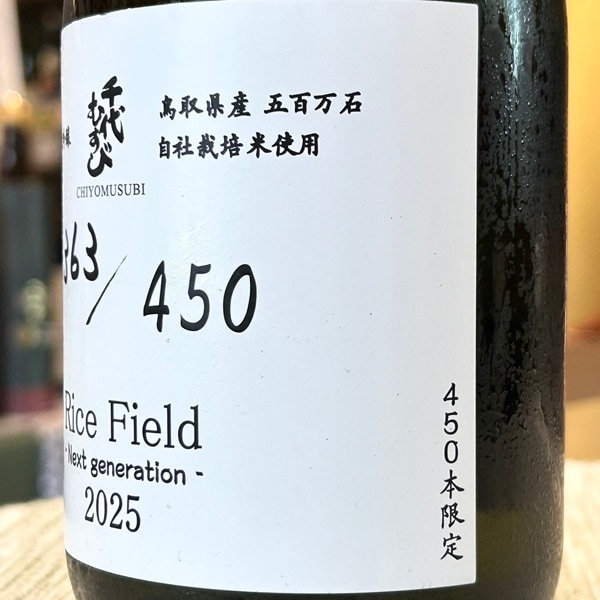 千代むすび
CHIYOMUSUBI
鳥取県産 五百万石
自社栽培米使用
363/450
Rice Field
- Next generation -
2025
450本限定